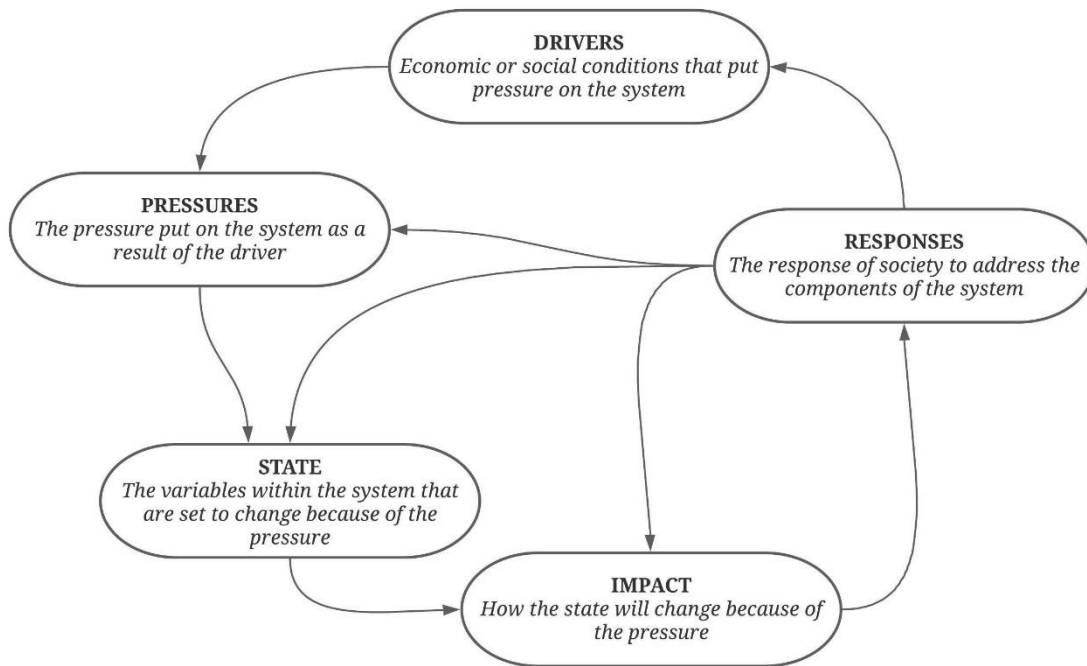 DRIVERS
Economic or social conditions that put
pressure on the system
PRESSURES
The pressure put on the system as a
result of the driver
RESPONSES
The response of society to address the
components of the system
STATE
The variables within the system that
are set to change because of the
pressure
IMPACT
How the state will change because of
the pressure